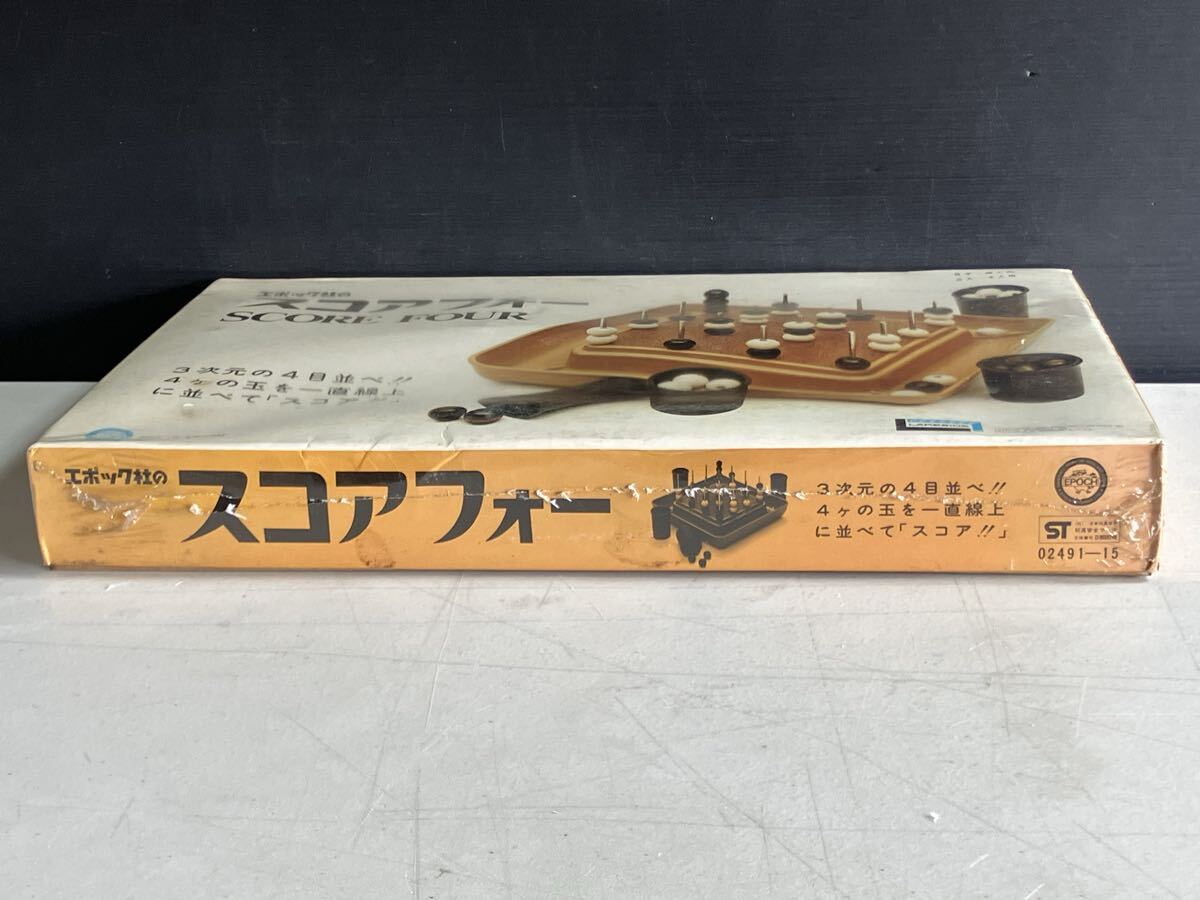 エポック社の
スコアフォー
SCORE FOUR
3次元の4目並べ!!
4ヶの玉を一直線上
に並べて「スコア!!」
LAKESIDE
エポック社の
スコアフォー
3次元の4目並べ!!
4ヶの玉を一直線上
に並べて「スコア!!」
EPOCH
ST
02491—15